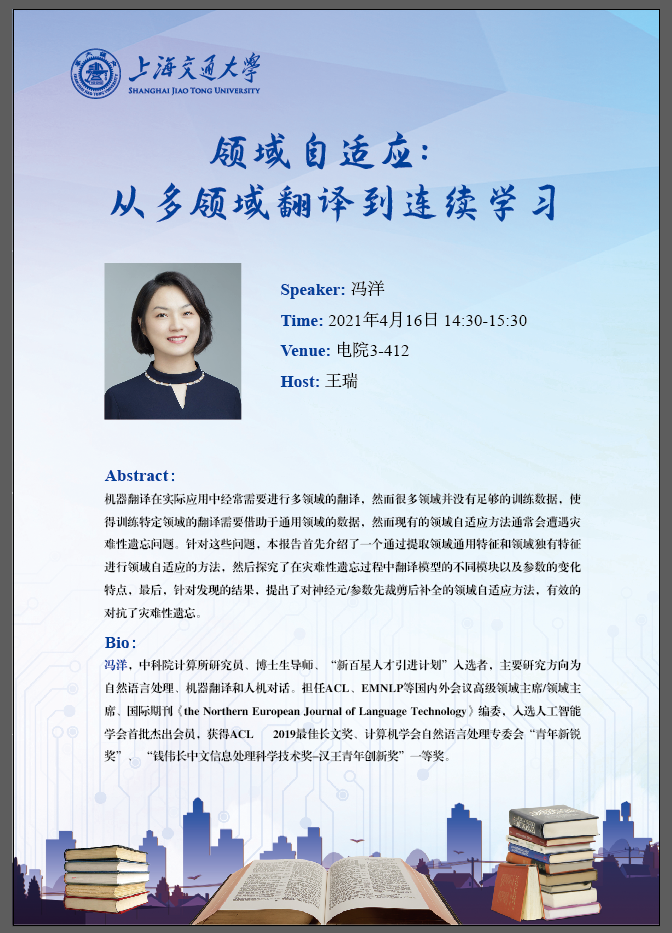 上海交通大學
SHANGHAI JIAO TONG UNIVERSITY
领域自适应：
从多领域翻译到连续学习
Speaker: 冯洋
Time: 2021年4月16日 14:30-15:30
Venue: 电院3-412
Host: 王瑞
Abstract：
机器翻译在实际应用中经常需要进行多领域的翻译，然而很多领域并没有足够的训练数据，使
得训练特定领域的翻译需要借助于通用领域的数据，然而现有的领域自适应方法通常会遭遇灾
难性遗忘问题。针对这些问题，本报告首先介绍了一个通过提取领域通用特征和领域独有特征
进行领域自适应的方法，然后探究了在灾难性遗忘过程中翻译模型的不同模块以及参数的变化
特点，最后，针对发现的结果，提出了对神经元/参数先裁剪后补全的领域自适应方法，有效的
对抗了灾难性遗忘。
Bio：
冯洋，中科院计算所研究员、博士生导师、“新百星人才引进计划”入选者，主要研究方向为
自然语言处理、机器翻译和人机对话。担任ACL、EMNLP等国内外会议高级领域主席/领域主
席、国际期刊《the Northern European Journal of Language Technology》编委，入选人工智能
学会首批杰出会员，获得ACL 2019最佳长文奖、计算机学会自然语言处理专委会“青年新锐
奖”、“钱伟长中文信息处理科学技术奖–汉王青年创新奖”一等奖。